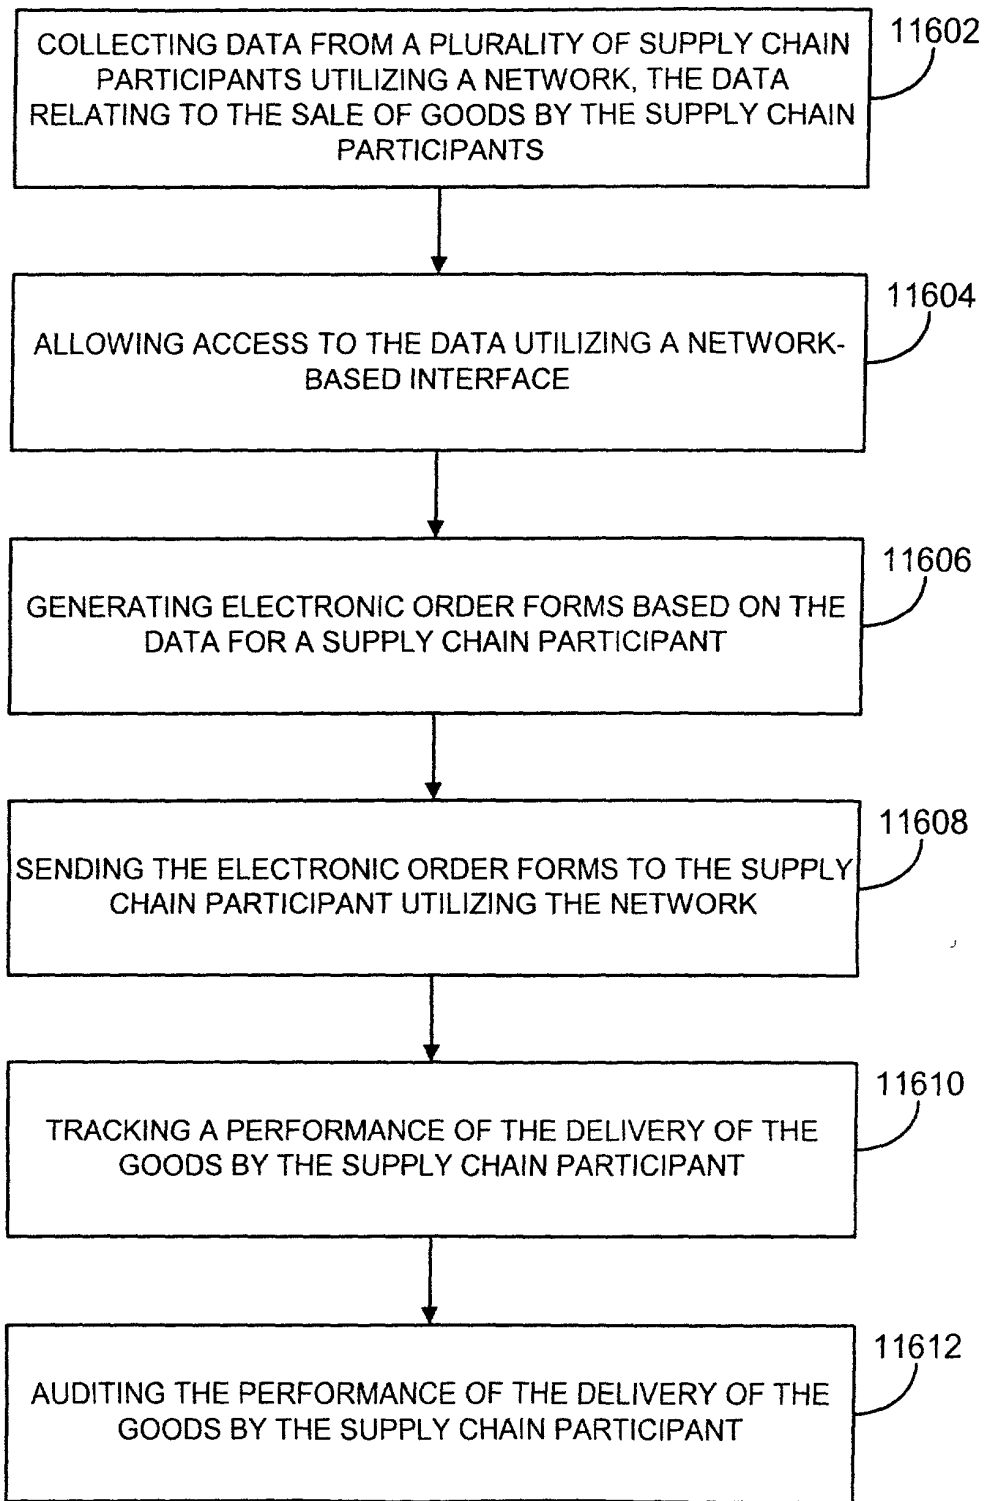 COLLECTING DATA FROM A PLURALITY OF SUPPLY CHAIN
PARTICIPANTS UTILIZING A NETWORK, THE DATA
RELATING TO THE SALE OF GOODS BY THE SUPPLY CHAIN
PARTICIPANTS
11602
ALLOWING ACCESS TO THE DATA UTILIZING A NETWORK-
BASED INTERFACE
11604
GENERATING ELECTRONIC ORDER FORMS BASED ON THE
DATA FOR A SUPPLY CHAIN PARTICIPANT
11606
SENDING THE ELECTRONIC ORDER FORMS TO THE SUPPLY
CHAIN PARTICIPANT UTILIZING THE NETWORK
11608
TRACKING A PERFORMANCE OF THE DELIVERY OF THE
GOODS BY THE SUPPLY CHAIN PARTICIPANT
11610
AUDITING THE PERFORMANCE OF THE DELIVERY OF THE
GOODS BY THE SUPPLY CHAIN PARTICIPANT
11612